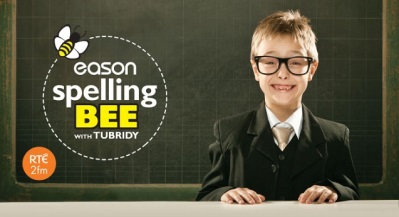 eason
spelling
BEE
WITH TUBRIDY
RTÉ
2fm